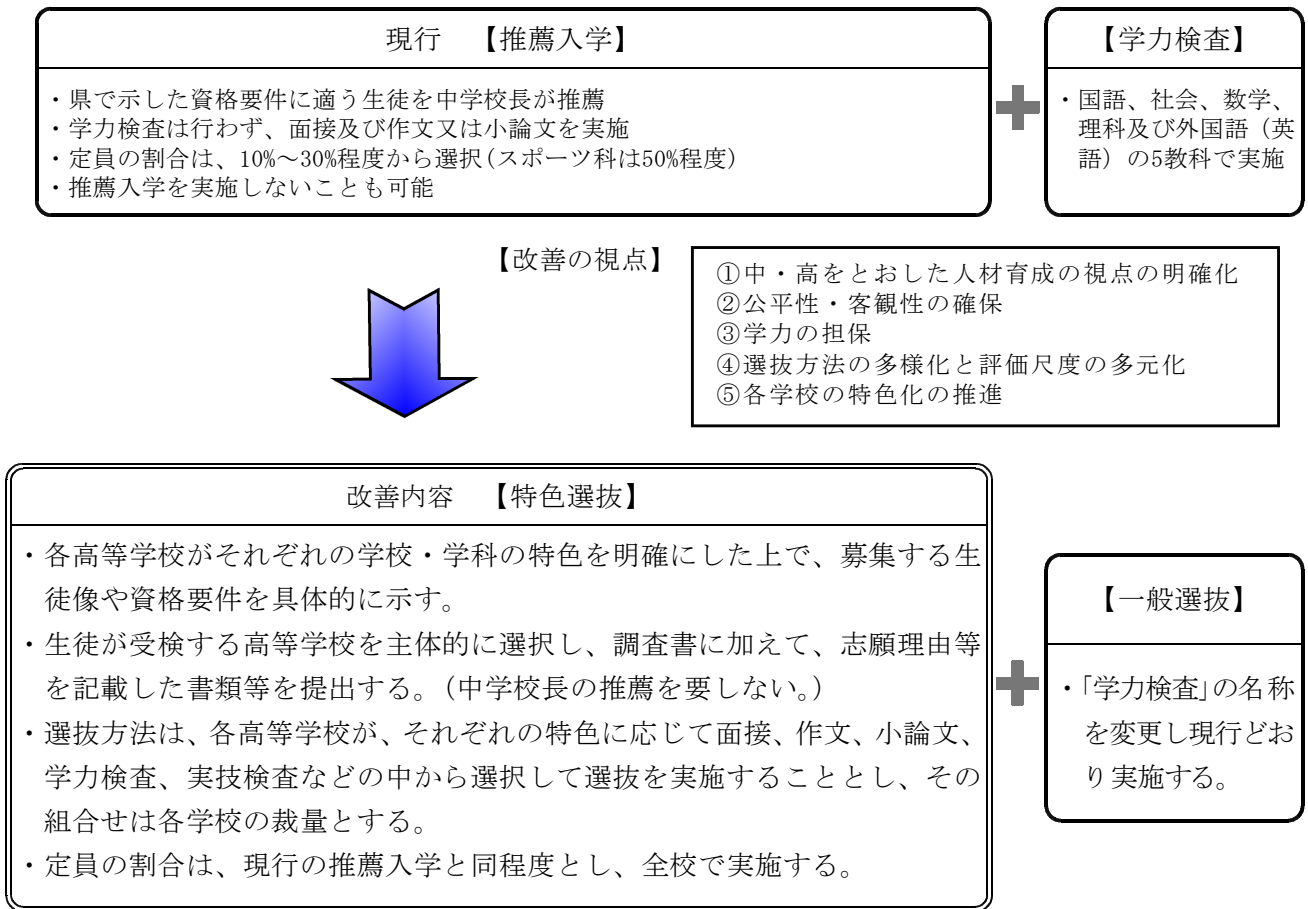 現行　【推薦入学】
・県で示した資格要件に適う生徒を中学校長が推薦
・学力検査は行わず、面接及び作文又は小論文を実施
・定員の割合は、10%～30%程度から選択(スポーツ科は50%程度)
・推薦入学を実施しないことも可能
【学力検査】
・国語、社会、数学、
理科及び外国語（英
語）の5教科で実施
【改善の視点】
①中・高をとおした人材育成の視点の明確化
②公平性・客観性の確保
③学力の担保
④選抜方法の多様化と評価尺度の多元化
⑤各学校の特色化の推進
改善内容　【特色選抜】
・各高等学校がそれぞれの学校・学科の特色を明確にした上で、募集する生
徒像や資格要件を具体的に示す。
・生徒が受検する高等学校を主体的に選択し、調査書に加えて、志願理由等
を記載した書類等を提出する。(中学校長の推薦を要しない。)
・選抜方法は、各高等学校が、それぞれの特色に応じて面接、作文、小論文、
学力検査、実技検査などの中から選択して選抜を実施することとし、その
組合せは各学校の裁量とする。
・定員の割合は、現行の推薦入学と同程度とし、全校で実施する。
【一般選抜】
・「学力検査」の名称
を変更し現行どお
り実施する。